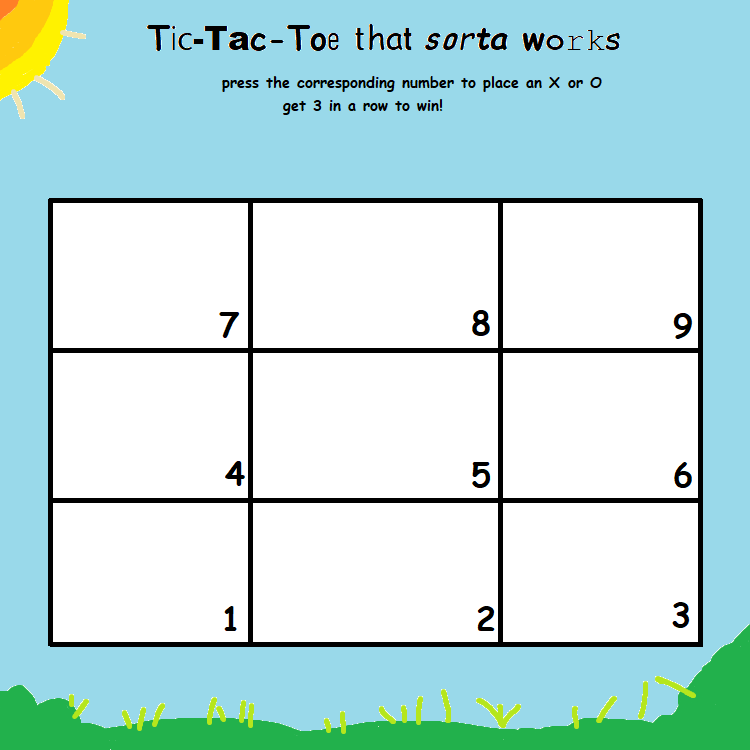 Tic-Tac-Toe that sorta works
press the corresponding number to place an X or O
get 3 in a row to win!
7 8 9
4 5 6
1 2 3